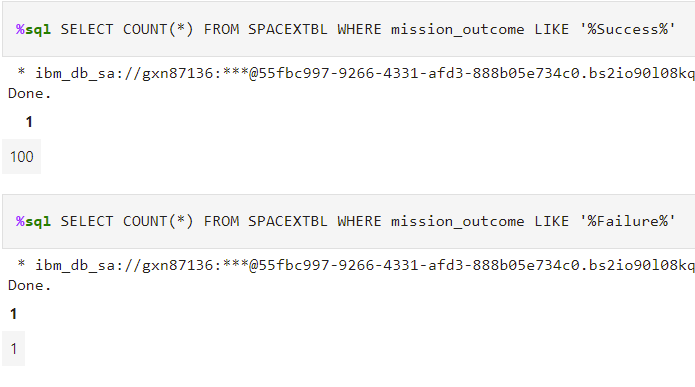 %sql SELECT COUNT(*) FROM SPACEXTBL WHERE mission_outcome LIKE '%Success%'
* ibm_db_sa://gxn87136:***@55fbc997-9266-4331-afd3-888b05e734c0.bs2io90l08kq
Done.
1
100
%sql SELECT COUNT(*) FROM SPACEXTBL WHERE mission_outcome LIKE '%Failure%'
* ibm_db_sa://gxn87136:***@55fbc997-9266-4331-afd3-888b05e734c0.bs2io90l08kq
Done.
1
1